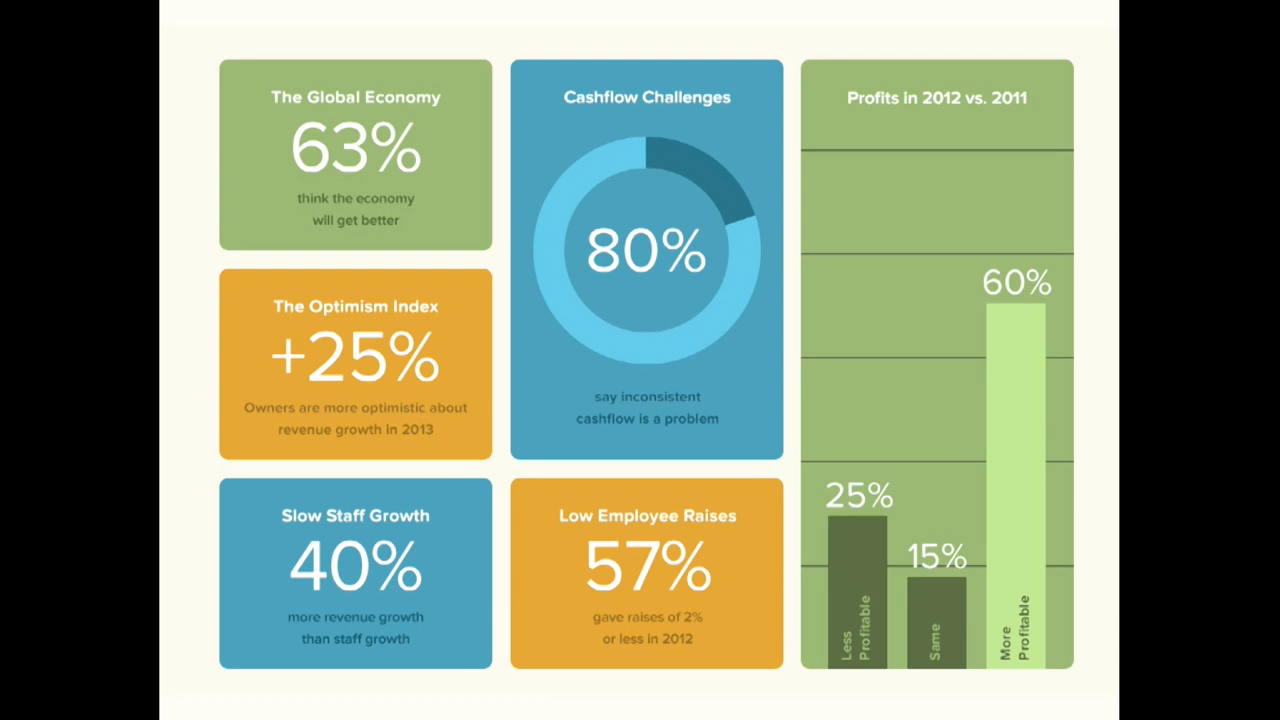 The Global Economy
63%
think the economy
will get better
The Optimism Index
+25%
Owners are more optimistic about
revenue growth in 2013
Slow Staff Growth
40%
more revenue growth
than staff growth
Cashflow Challenges
80%
say inconsistent
cashflow is a problem
Low Employee Raises
57%
gave raises of 2%
or less in 2012
Profits in 2012 vs. 2011
25%
Less
Profitable
15%
Same
60%
More
Profitable